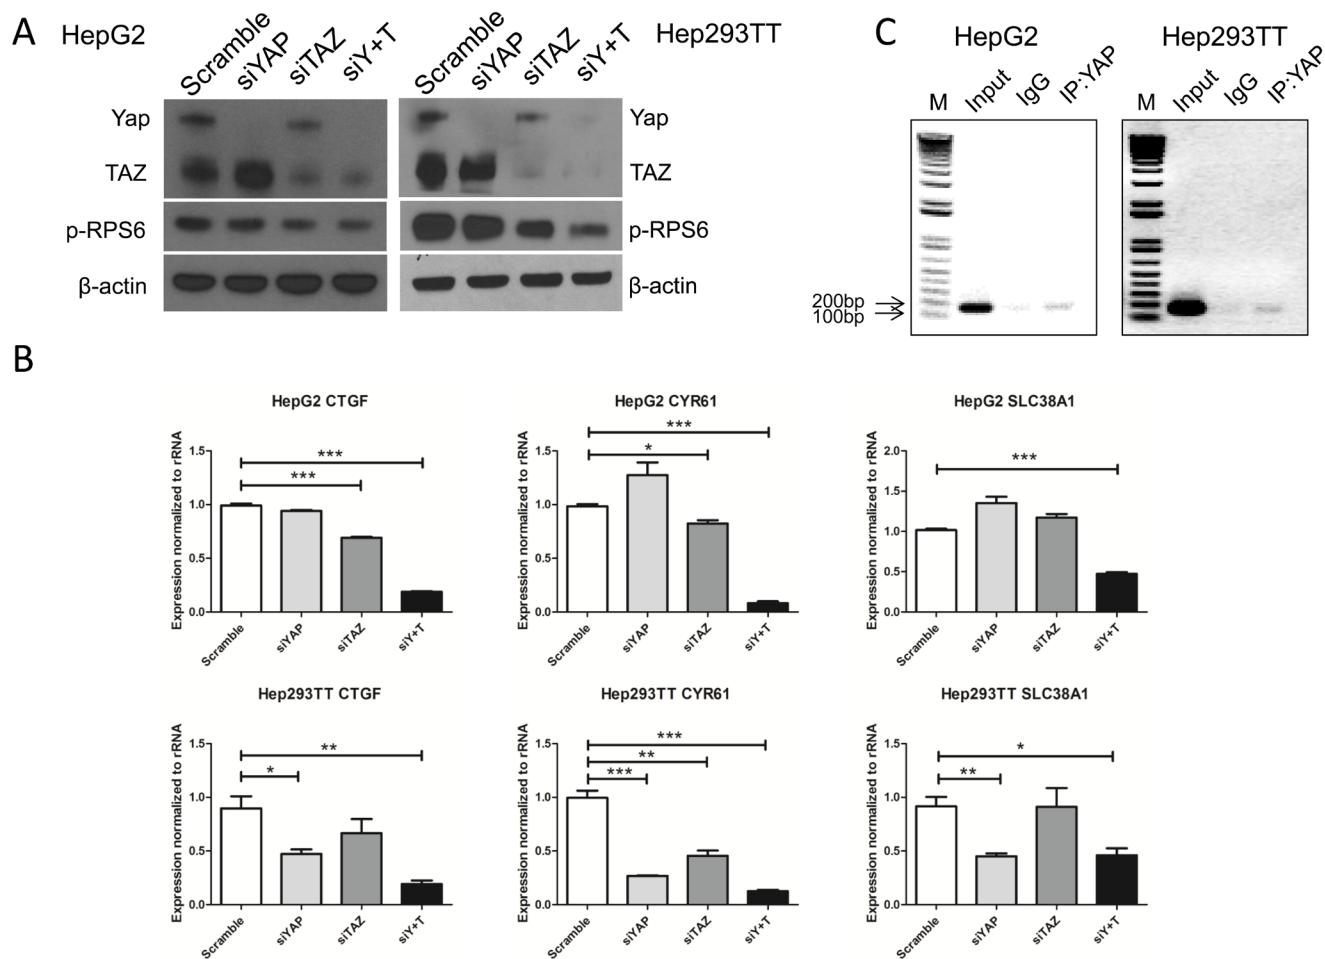 A
HepG2
Scramble
siYAP
siTAZ
siY+T
Scramble
siYAP
siTAZ
siY+T
Hep293TT
Yap
TAZ
p-RPS6
β-actin
Yap
TAZ
p-RPS6
β-actin
C
HepG2
Hep293TT
M
Input
IgG
IP:YAP
M
Input
IgG
IP:YAP
200bp
100bp
B
HepG2 CTGF
Expression normalized to rRNA
1.5
1.0
0.5
0.0
***
***
Scramble
siYAP
siTAZ
siY+T
HepG2 CYR61
Expression normalized to rRNA
1.5
1.0
0.5
0.0
***
*
Scramble
siYAP
siTAZ
siY+T
HepG2 SLC38A1
Expression normalized to rRNA
2.0
1.5
1.0
0.5
0.0
***
Scramble
siYAP
siTAZ
siY+T
Hep293TT CTGF
Expression normalized to rRNA
1.5
1.0
0.5
0.0
**
*
Scramble
siYAP
siTAZ
siY+T
Hep293TT CYR61
Expression normalized to rRNA
1.5
1.0
0.5
0.0
***
**
***
Scramble
siYAP
siTAZ
siY+T
Hep293TT SLC38A1
Expression normalized to rRNA
1.5
1.0
0.5
0.0
*
**
Scramble
siYAP
siTAZ
siY+T